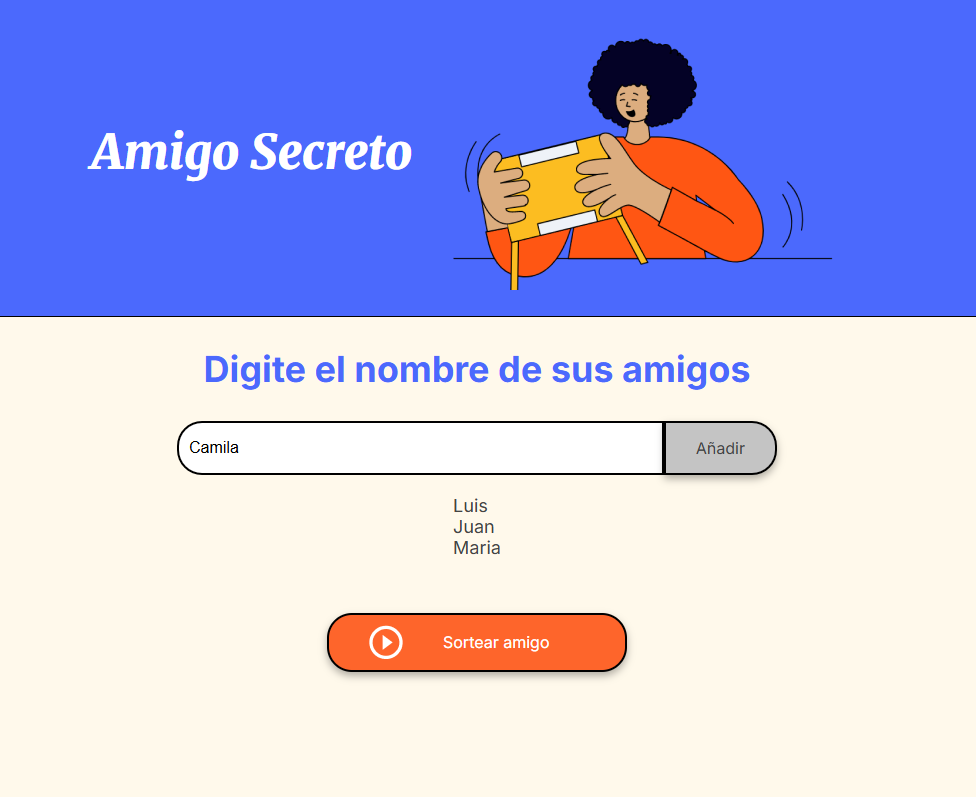 Amigo Secreto
Digite el nombre de sus amigos
Camila
Añadir
Luis
Juan
Maria
Sortear amigo